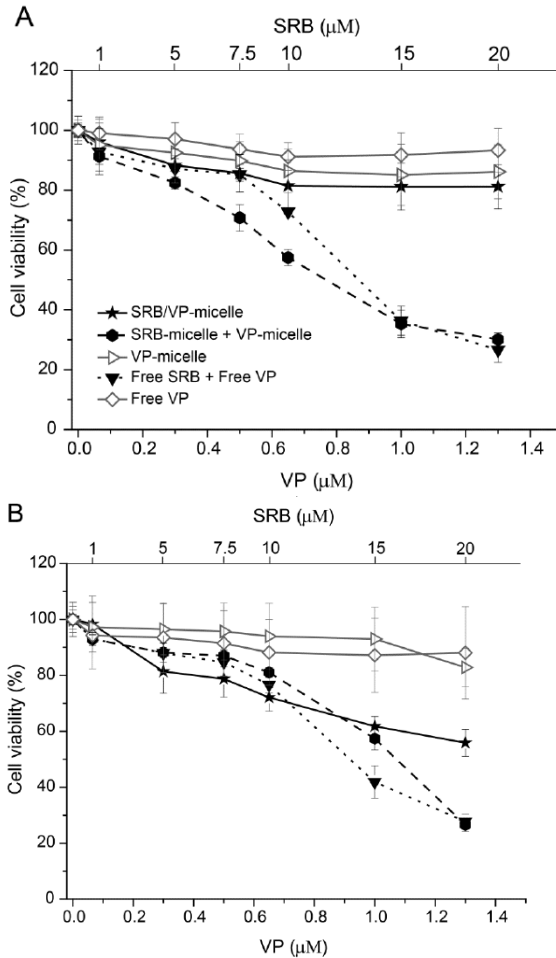 A
SRB (μM)
1 5 7.5 10 15 20
120
100
80
60
40
20
0
Cell viability (%)
SRB/VP-micelle
SRB-micelle + VP-micelle
VP-micelle
Free SRB + Free VP
Free VP
0.0 0.2 0.4 0.6 0.8 1.0 1.2 1.4
VP (μM)
B
SRB (μM)
1 5 7.5 10 15 20
120
100
80
60
40
20
0
Cell viability (%)
0.0 0.2 0.4 0.6 0.8 1.0 1.2 1.4
VP (μM)